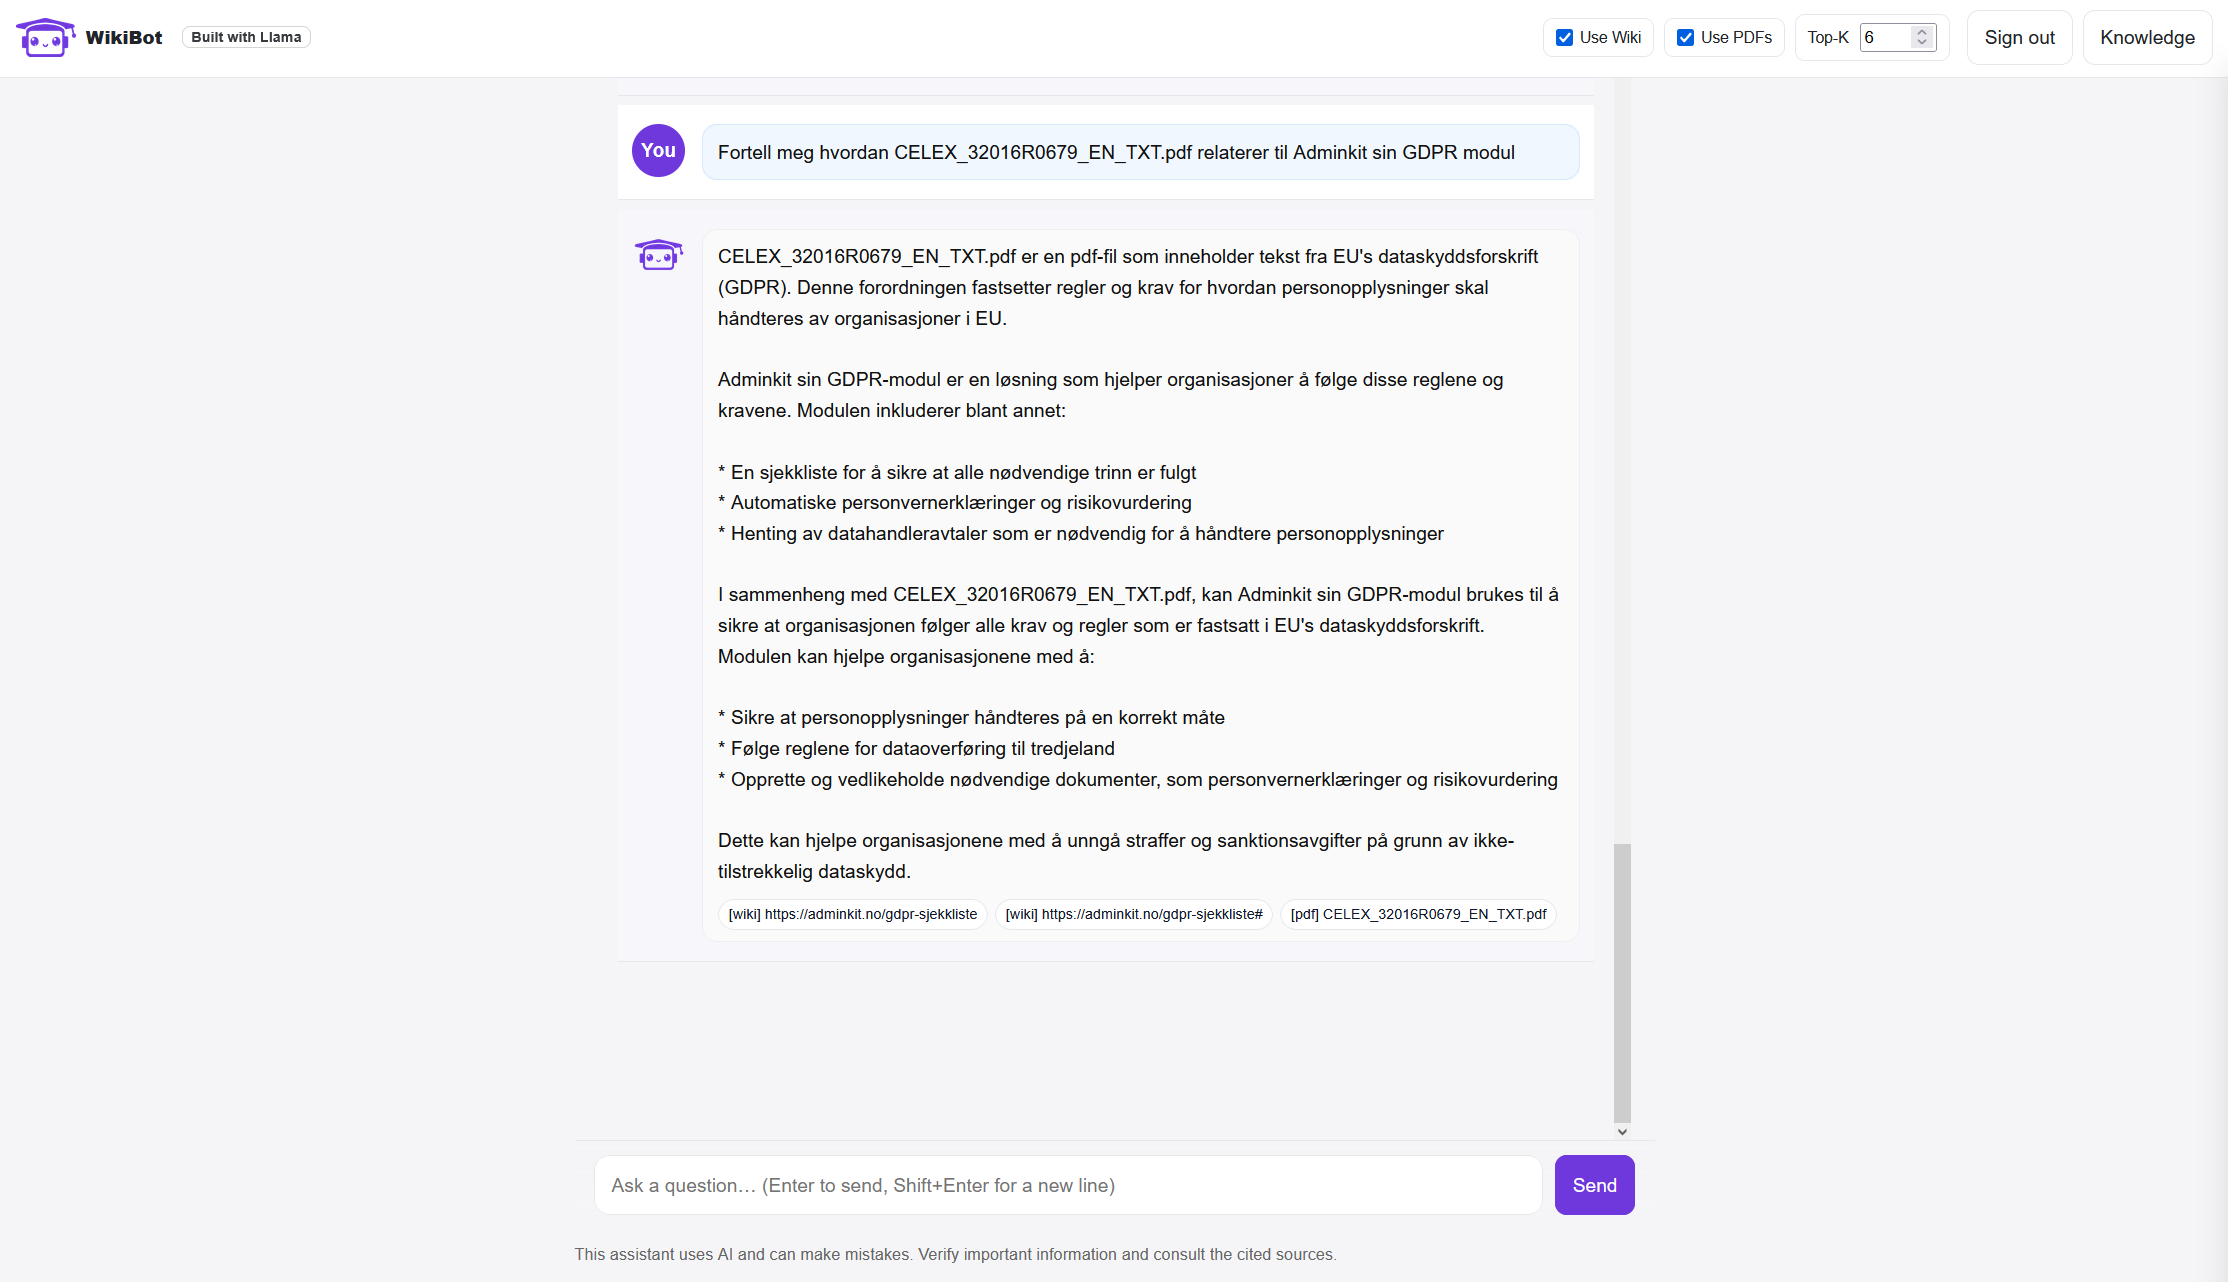 WikiBot
Built with Llama
Use Wiki
Use PDFs
Top-K 6
Sign out
Knowledge
You
Fortell meg hvordan CELEX_32016R0679_EN_TXT.pdf relaterer til Adminkit sin GDPR modul
CELEX_32016R0679_EN_TXT.pdf er en pdf-fil som inneholder tekst fra EU's dataskyddsforskrift
(GDPR). Denne forordningen fastsetter regler og krav for hvordan personopplysninger skal
håndteres av organisasjoner i EU.
Adminkit sin GDPR-modul er en løsning som hjelper organisasjoner å følge disse reglene og
kravene. Modulen inkluderer blant annet:
* En sjekkliste for å sikre at alle nødvendige trinn er fulgt
* Automatiske personvernerklæringer og risikovurdering
* Henting av datahandleravtaler som er nødvendig for å håndtere personopplysninger
I sammenheng med CELEX_32016R0679_EN_TXT.pdf, kan Adminkit sin GDPR-modul brukes til å
sikre at organisasjonen følger alle krav og regler som er fastsatt i EU's dataskyddsforskrift.
Modulen kan hjelpe organisasjonene med å:
* Sikre at personopplysninger håndteres på en korrekt måte
* Følge reglene for dataoverføring til tredjeland
* Opprette og vedlikeholde nødvendige dokumenter, som personvernerklæringer og risikovurdering
Dette kan hjelpe organisasjonene med å unngå straffer og sanktionsavgifter på grunn av ikke-
tilstrekkelig dataskydd.
[wiki] https://adminkit.no/gdpr-sjekkliste
[wiki] https://adminkit.no/gdpr-sjekkliste#
[pdf] CELEX_32016R0679_EN_TXT.pdf
Ask a question… (Enter to send, Shift+Enter for a new line)
Send
This assistant uses AI and can make mistakes. Verify important information and consult the cited sources.